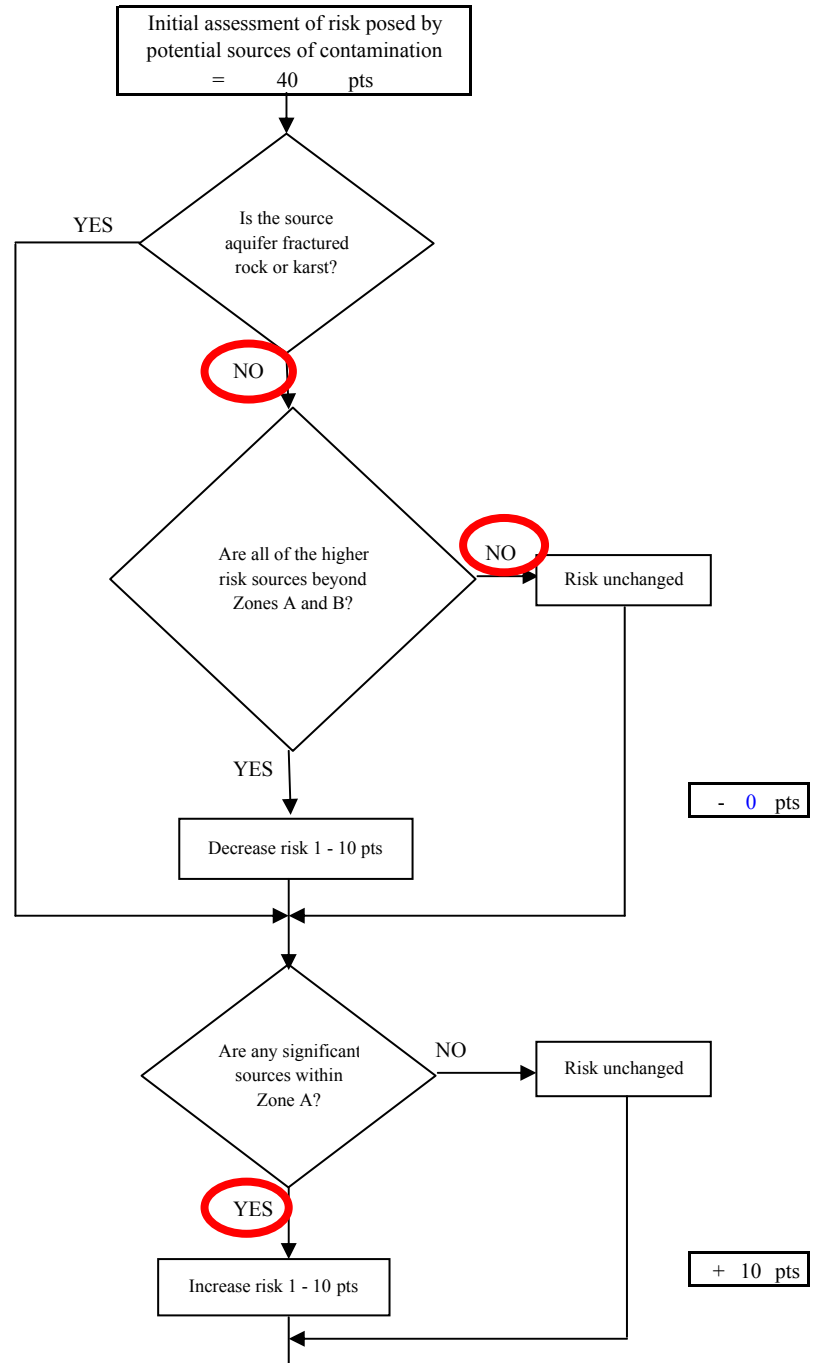 Initial assessment of risk posed by
potential sources of contamination
= 40 pts
YES
Is the source
aquifer fractured
rock or karst?
NO
Are all of the higher
risk sources beyond
Zones A and B?
NO
Risk unchanged
YES
- 0 pts
Decrease risk 1 - 10 pts
Are any significant
sources within
Zone A?
NO
Risk unchanged
YES
+ 10 pts
Increase risk 1 - 10 pts